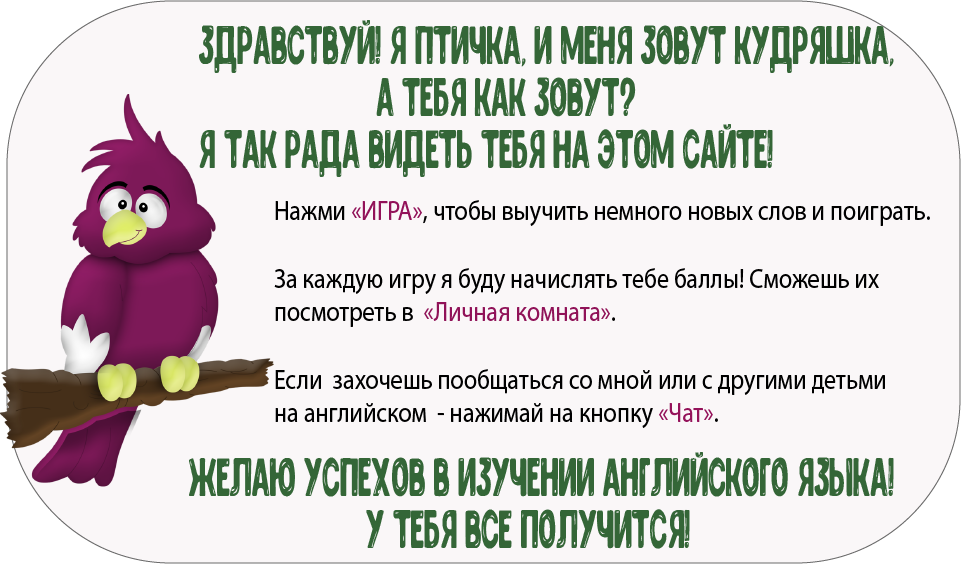 ЗДРАВСТВУЙ! Я ПТИЧКА, И МЕНЯ ЗОВУТ КУДРЯШКА,
А ТЕБЯ КАК ЗОВУТ?
Я ТАК РАДА ВИДЕТЬ ТЕБЯ НА ЭТОМ САЙТЕ!
Нажми «ИГРА», чтобы выучить немного новых слов и поиграть.
За каждую игру я буду начислять тебе баллы! Сможешь их
посмотреть в «Личная комната».
Если захочешь пообщаться со мной или с другими детьми
на английском - нажимай на кнопку «Чат».
ЖЕЛАЮ УСПЕХОВ В ИЗУЧЕНИИ АНГЛИЙСКОГО ЯЗЫКА!
У ТЕБЯ ВСЕ ПОЛУЧИТСЯ!